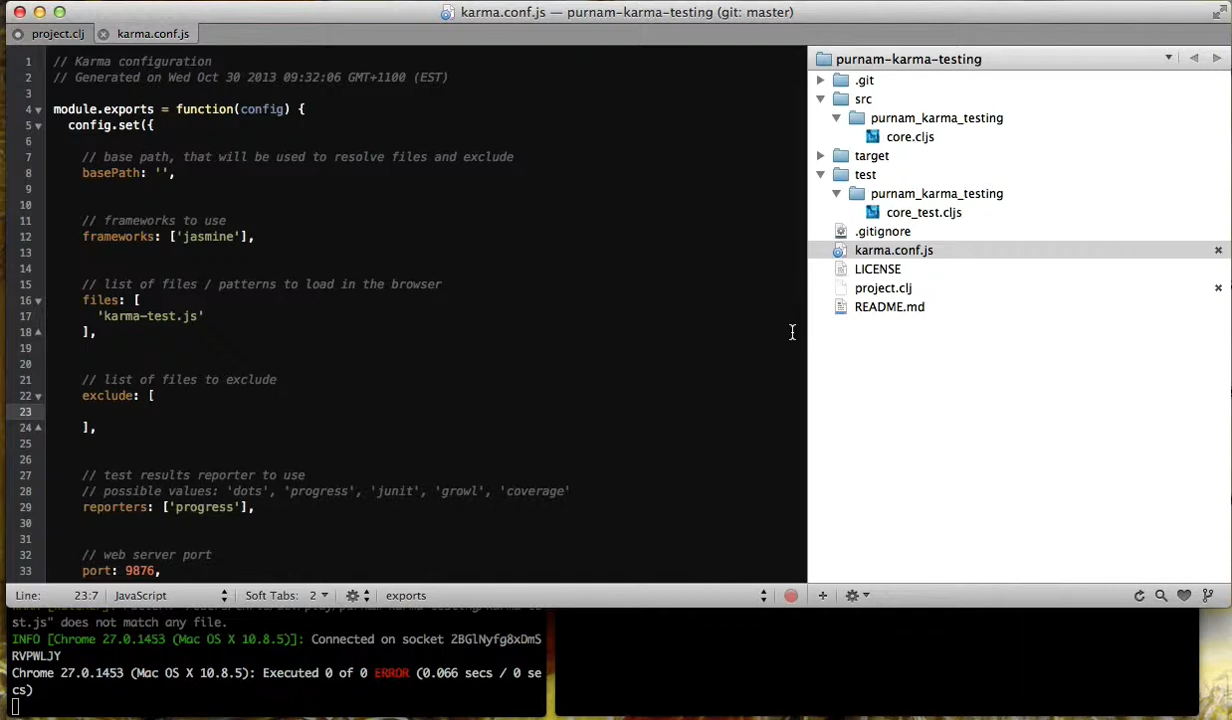 karma.conf.js — purnam-karma-testing (git: master)
project.clj
karma.conf.js
1 // Karma configuration
2 // Generated on Wed Oct 30 2013 09:32:06 GMT+1100 (EST)
3
4 module.exports = function(config) {
5 config.set({
6
7 // base path, that will be used to resolve files and exclude
8 basePath: '',
9
10
11 // frameworks to use
12 frameworks: ['jasmine'],
13
14
15 // list of files / patterns to load in the browser
16 files: [
17 'karma-test.js'
18 ],
19
20
21 // list of files to exclude
22 exclude: [
23
24 ],
25
26
27 // test results reporter to use
28 // possible values: 'dots', 'progress', 'junit', 'growl', 'coverage'
29 reporters: ['progress'],
30
31
32 // web server port
33 port: 9876,
Line: 23:7 JavaScript Soft Tabs: 2 exports
purnam-karma-testing
.git
src
purnam_karma_testing
core.cljs
target
test
purnam_karma_testing
core_test.cljs
.gitignore
karma.conf.js
LICENSE
project.clj
README.md
st.js" does not match any file.
INFO [Chrome 27.0.1453 (Mac OS X 10.8.5)]: Connected on socket 2BGlNyfg8xDmS
RVPWLJY
Chrome 27.0.1453 (Mac OS X 10.8.5): Executed 0 of 0 ERROR (0.066 secs / 0 se
cs)